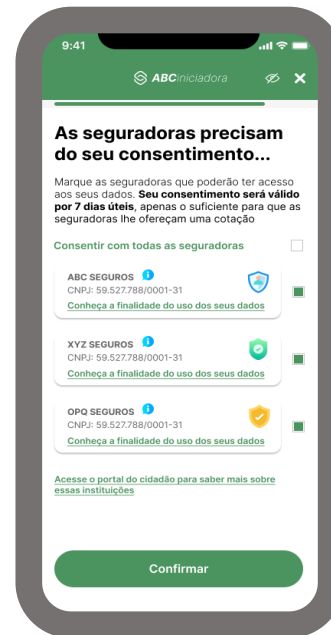 9:41
ABCiniciadora
As seguradoras precisam
do seu consentimento...
Marque as seguradoras que poderão ter acesso
aos seus dados. Seu consentimento será válido
por 7 dias úteis, apenas o suficiente para que as
seguradoras lhe ofereçam uma cotação
Consentir com todas as seguradoras
ABC SEGUROS
CNPJ: 59.527.788/0001-31
Conheça a finalidade do uso dos seus dados
XYZ SEGUROS
CNPJ: 59.527.788/0001-31
Conheça a finalidade do uso dos seus dados
OPQ SEGUROS
CNPJ: 59.527.788/0001-31
Conheça a finalidade do uso dos seus dados
Acesse o portal do cidadão para saber mais sobre
essas instituições
Confirmar